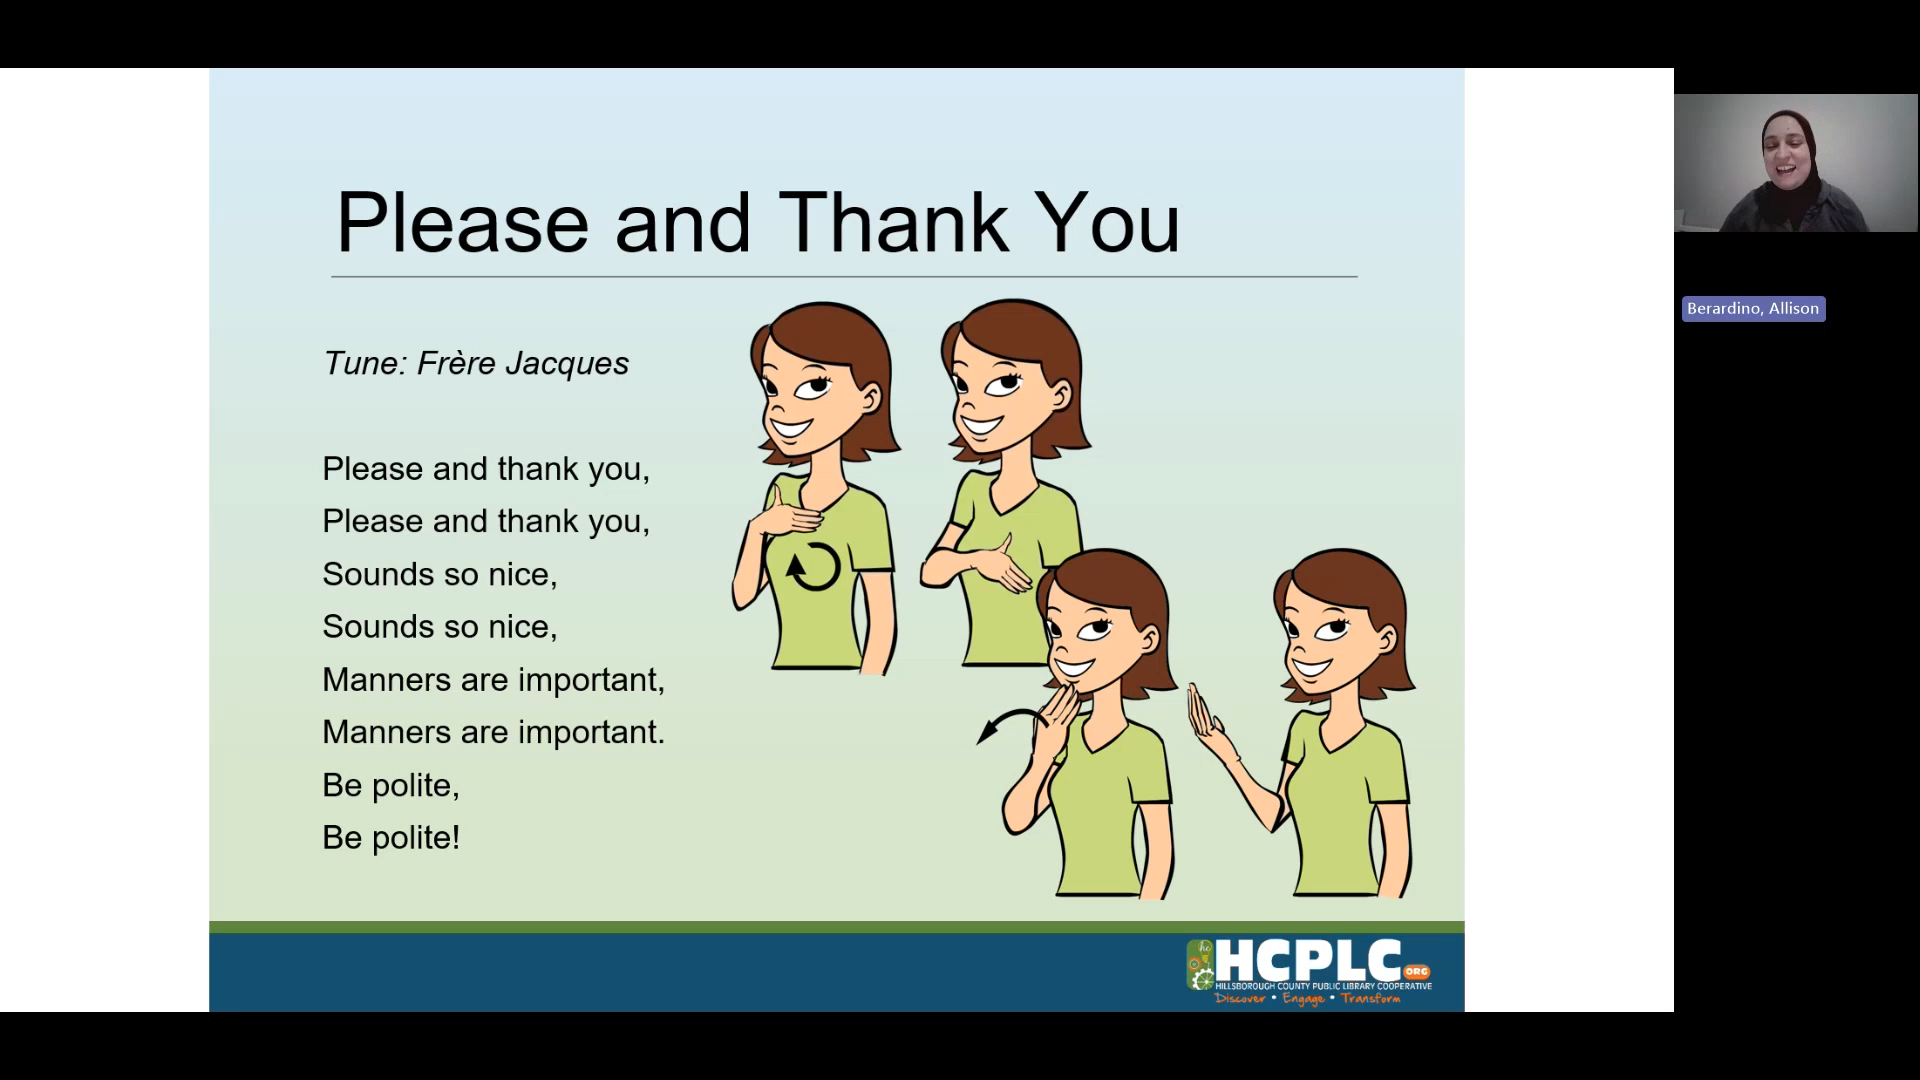 Please and Thank You
Tune: Frère Jacques
Please and thank you,
Please and thank you,
Sounds so nice,
Sounds so nice,
Manners are important,
Manners are important.
Be polite,
Be polite!
hc
HCPLC ORG
HILLSBOROUGH COUNTY PUBLIC LIBRARY COOPERATIVE
Discover • Engage • Transform
Berardino, Allison